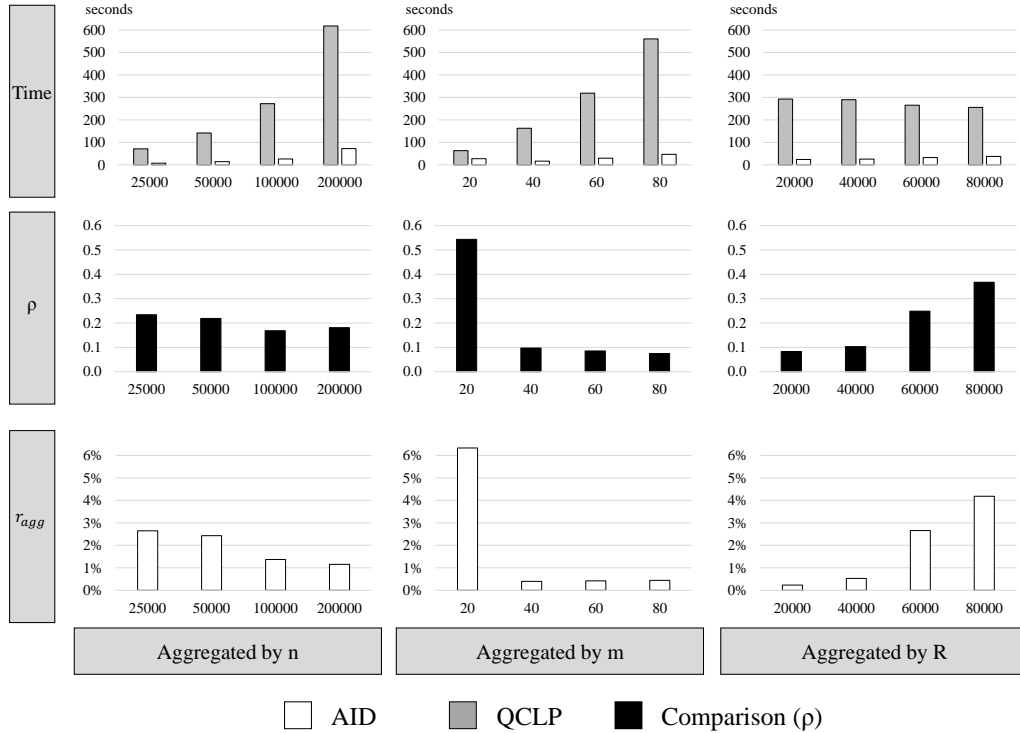 seconds seconds seconds
Time
600 600 600
500 500 500
400 400 400
300 300 300
200 200 200
100 100 100
0 0 0
25000 50000 100000 200000 20 40 60 80 20000 40000 60000 80000
ρ
0.6 0.6 0.6
0.5 0.5 0.5
0.4 0.4 0.4
0.3 0.3 0.3
0.2 0.2 0.2
0.1 0.1 0.1
0.0 0.0 0.0
25000 50000 100000 200000 20 40 60 80 20000 40000 60000 80000
r_agg
6% 6% 6%
5% 5% 5%
4% 4% 4%
3% 3% 3%
2% 2% 2%
1% 1% 1%
0% 0% 0%
25000 50000 100000 200000 20 40 60 80 20000 40000 60000 80000
Aggregated by n Aggregated by m Aggregated by R
AID QCLP Comparison (ρ)